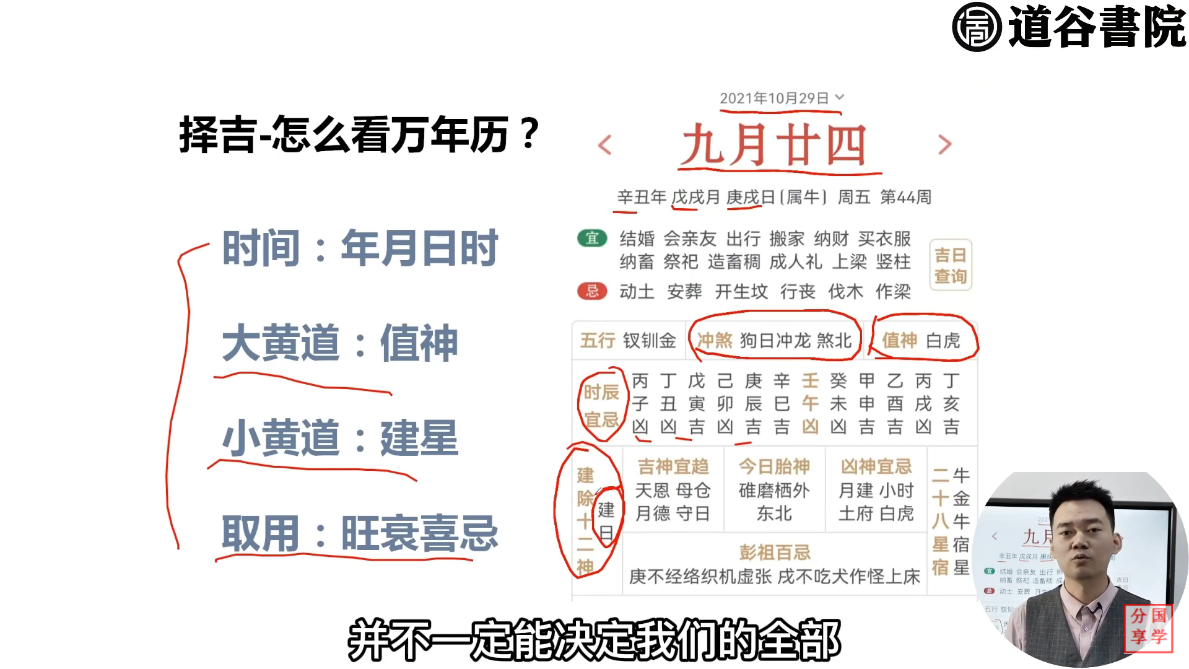 道谷書院
择吉-怎么看万年历？
时间：年月日时
大黄道：值神
小黄道：建星
取用：旺衰喜忌
2021年10月29日
九月廿四
辛丑年 戊戌月 庚戌日(属牛) 周五 第44周
宜 结婚 会亲友 出行 搬家 纳财 买衣服
纳畜 祭祀 造畜稠 成人礼 上梁 竖柱
吉日
查询
忌 动土 安葬 开生坟 行丧 伐木 作梁
五行 钗钏金 冲煞 狗日冲龙 煞北 值神 白虎
时辰
宜忌
丙 丁 戊 己 庚 辛 壬 癸 甲 乙 丙 丁
子 丑 寅 卯 辰 巳 午 未 申 酉 戌 亥
凶 凶 吉 凶 吉 吉 凶 凶 吉 吉 凶 吉
建除十二神
建日
吉神宜趋
天恩 母仓
月德 守日
今日胎神
碓磨栖外
东北
凶神宜忌
月建 小时
土府 白虎
彭祖百忌
庚不经络织机虚张 戌不吃犬作怪上床
二十八星宿
牛金牛宿星
分国
享学
并不一定能决定我们的全部